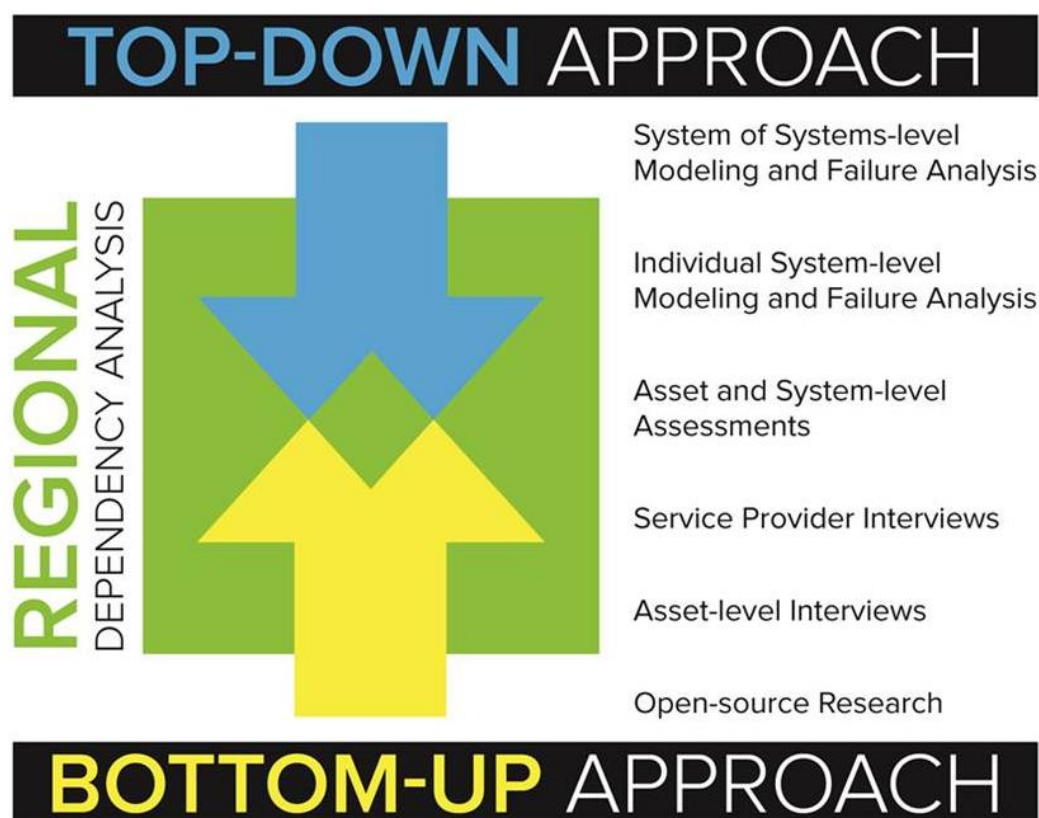 TOP-DOWN APPROACH
REGIONAL
DEPENDENCY ANALYSIS
System of Systems-level
Modeling and Failure Analysis
Individual System-level
Modeling and Failure Analysis
Asset and System-level
Assessments
Service Provider Interviews
Asset-level Interviews
Open-source Research
BOTTOM-UP APPROACH